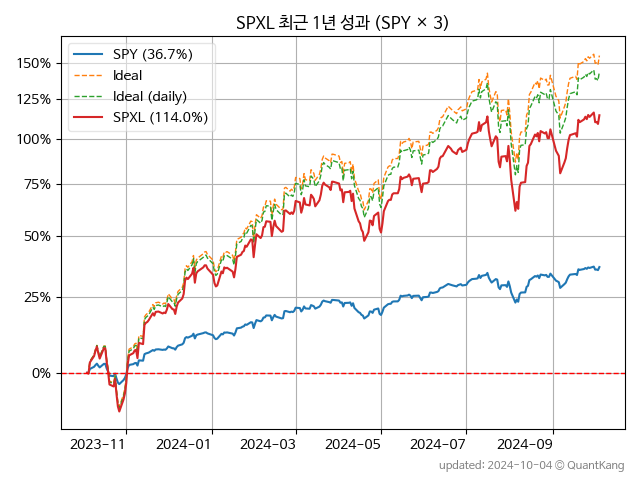 SPXL 최근 1년 성과 (SPY × 3)
SPY (36.7%)
Ideal
Ideal (daily)
SPXL (114.0%)
150%
125%
100%
75%
50%
25%
0%
2023-11 2024-01 2024-03 2024-05 2024-07 2024-09
updated: 2024-10-04 © QuantKang